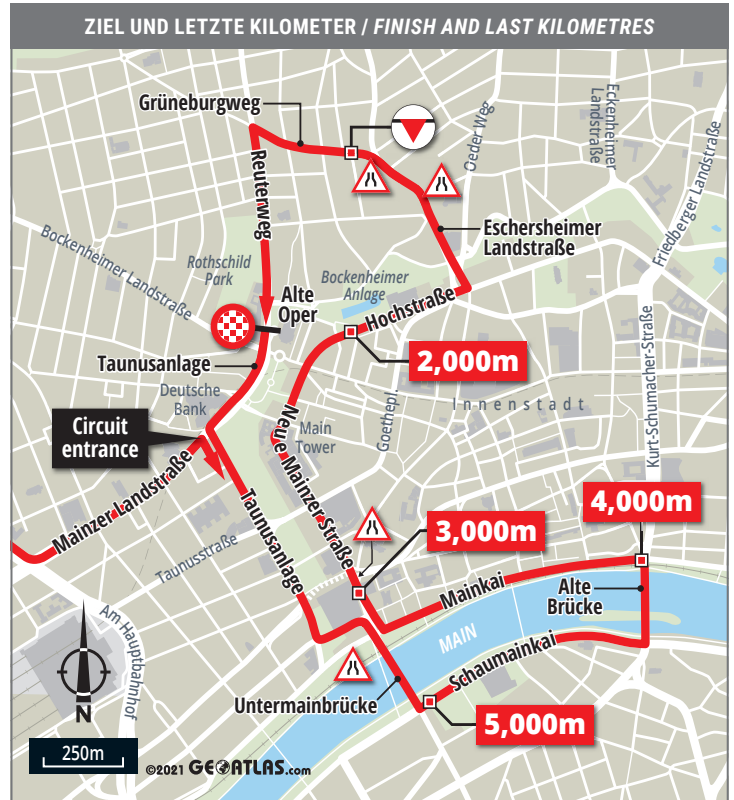 ZIEL UND LETZTE KILOMETER / FINISH AND LAST KILOMETRES
Grüneburgweg
Oeder Weg
Eckenheimer
Landstraße
Friedberger Landstraße
Reuterweg
Eschersheimer
Landstraße
Bockenheimer Landstraße
Rothschild
Park
Bockenheimer
Anlage
Alte
Oper
Hochstraße
2,000m
Taunusanlage
Deutsche
Bank
Kurt-Schumacher-Straße
Innenstadt
Goethepl.
Main
Tower
Circuit
entrance
Neue Mainzer Straße
Mainzer Landstraße
Taunusanlage
4,000m
3,000m
Taunusstraße
Mainkai
Alte
Brücke
Am Hauptbahnhof
MAIN
Schaumainkai
Untermainbrücke
5,000m
N
250m
©2021 GEOATLAS.com